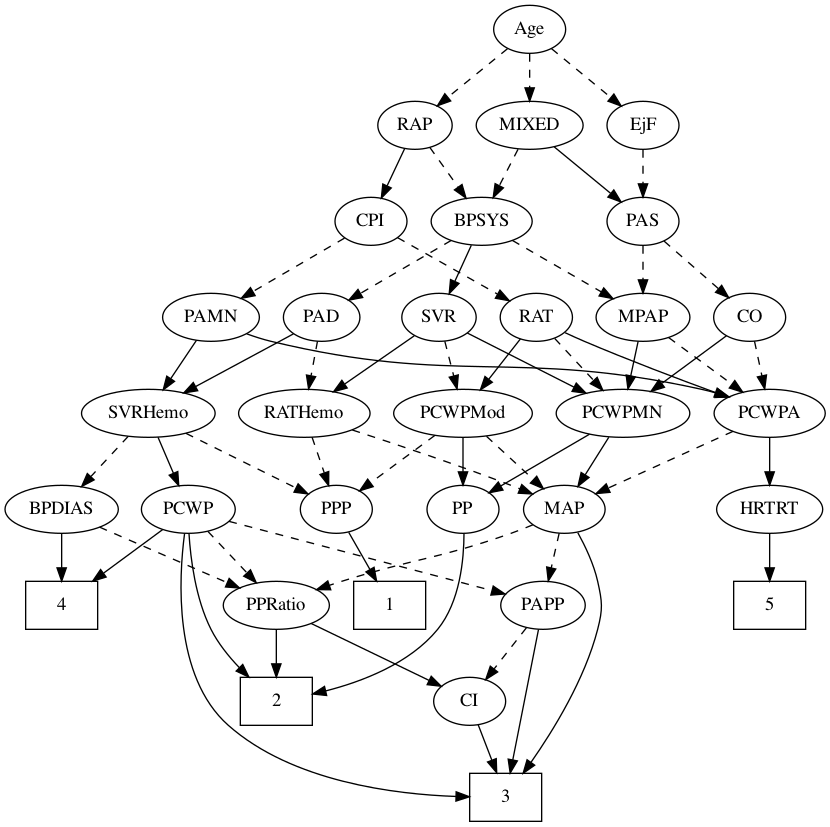 Age
RAP
MIXED
EjF
CPI
BPSYS
PAS
PAMN
PAD
SVR
RAT
MPAP
CO
SVRHemo
RATHemo
PCWPMod
PCWPMN
PCWPA
BPDIAS
PCWP
PPP
PP
MAP
HRTRT
4
PPRatio
1
PAPP
5
2
CI
3